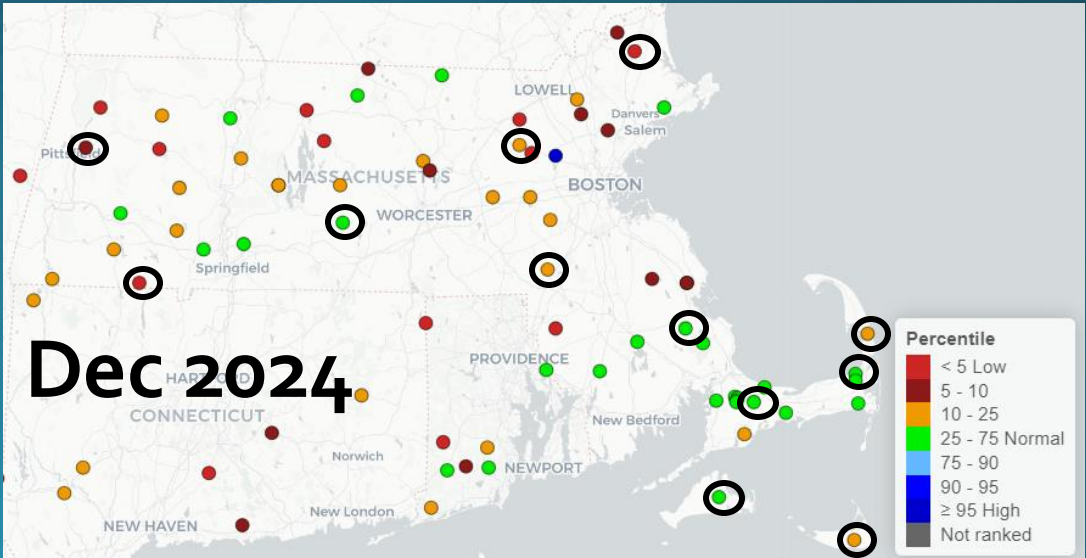 LOWELL
Danvers
Salem
Pittsfield
MASSACHUSETTS
BOSTON
WORCESTER
Springfield
Dec 2024
PROVIDENCE
HARTFORD
CONNECTICUT
New Bedford
Norwich
NEWPORT
New London
NEW HAVEN
Percentile
< 5 Low
5 - 10
10 - 25
25 - 75 Normal
75 - 90
90 - 95
≥ 95 High
Not ranked